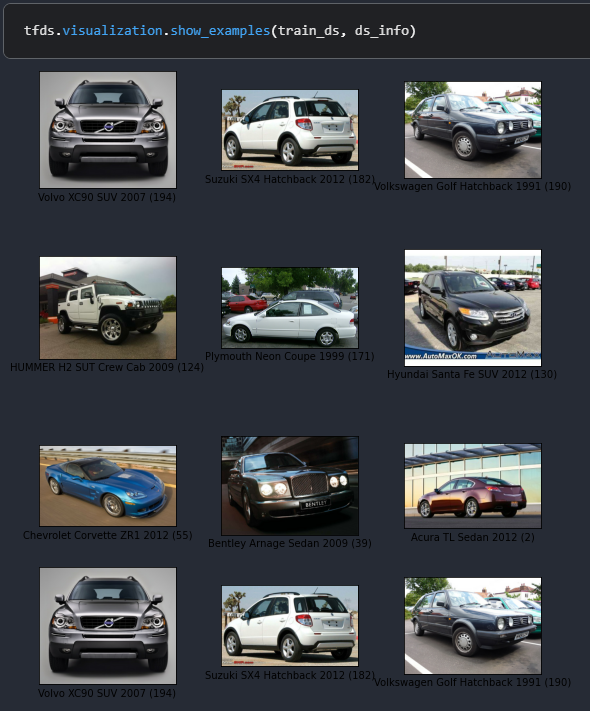 tfds.visualization.show_examples(train_ds, ds_info)
Volvo XC90 SUV 2007 (194)
Suzuki SX4 Hatchback 2012 (182)
Volkswagen Golf Hatchback 1991 (190)
HUMMER H2 SUT Crew Cab 2009 (124)
Plymouth Neon Coupe 1999 (171)
www.AutoMaxOK.com
Hyundai Santa Fe SUV 2012 (130)
Chevrolet Corvette ZR1 2012 (55)
BENTLEY
Bentley Arnage Sedan 2009 (39)
Acura TL Sedan 2012 (2)
Volvo XC90 SUV 2007 (194)
Suzuki SX4 Hatchback 2012 (182)
Volkswagen Golf Hatchback 1991 (190)